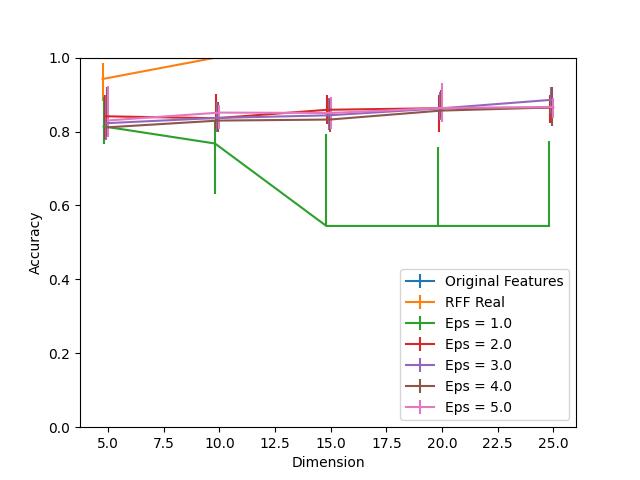 1.0
0.8
0.6
0.4
0.2
0.0
Accuracy
Original Features
RFF Real
Eps = 1.0
Eps = 2.0
Eps = 3.0
Eps = 4.0
Eps = 5.0
5.0 7.5 10.0 12.5 15.0 17.5 20.0 22.5 25.0
Dimension